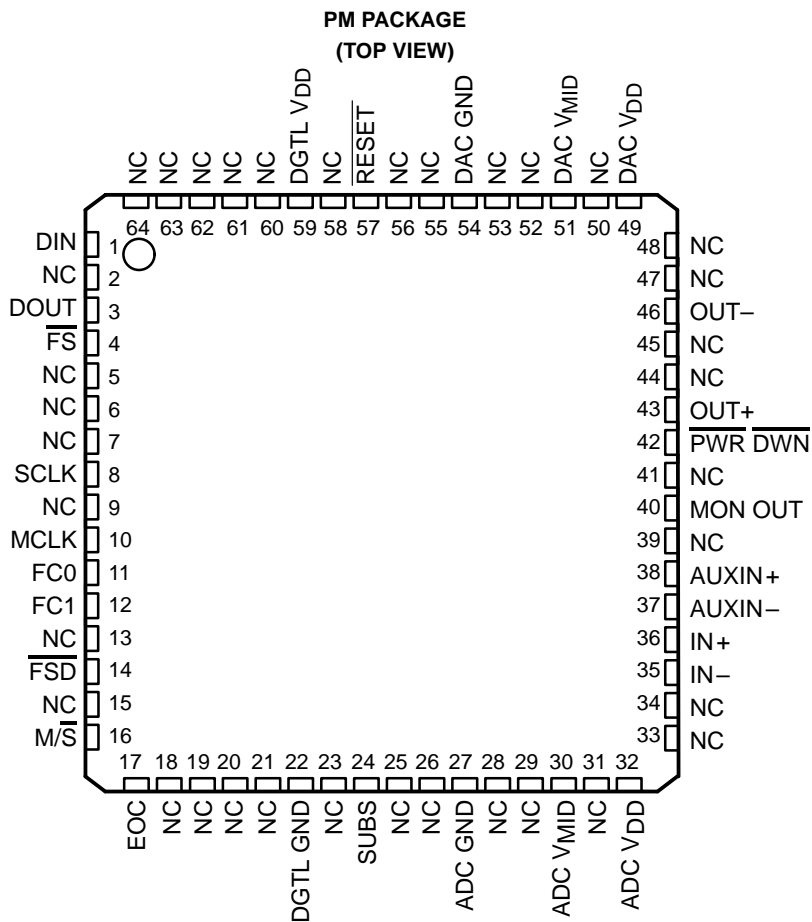 PM PACKAGE
(TOP VIEW)
NC
NC
NC
NC
NC
DGTL VDD
NC
RESET
NC
NC
DAC GND
NC
NC
DAC VMID
NC
DAC VDD
64 63 62 61 60 59 58 57 56 55 54 53 52 51 50 49
DIN 1
NC 2
DOUT 3
FS 4
NC 5
NC 6
NC 7
SCLK 8
NC 9
MCLK 10
FC0 11
FC1 12
NC 13
FSD 14
NC 15
M/S 16
48 NC
47 NC
46 OUT–
45 NC
44 NC
43 OUT+
42 PWR DWN
41 NC
40 MON OUT
39 NC
38 AUXIN+
37 AUXIN–
36 IN+
35 IN–
34 NC
33 NC
17 18 19 20 21 22 23 24 25 26 27 28 29 30 31 32
EOC
NC
NC
NC
NC
DGTL GND
NC
SUBS
NC
NC
ADC GND
NC
NC
ADC VMID
NC
ADC VDD